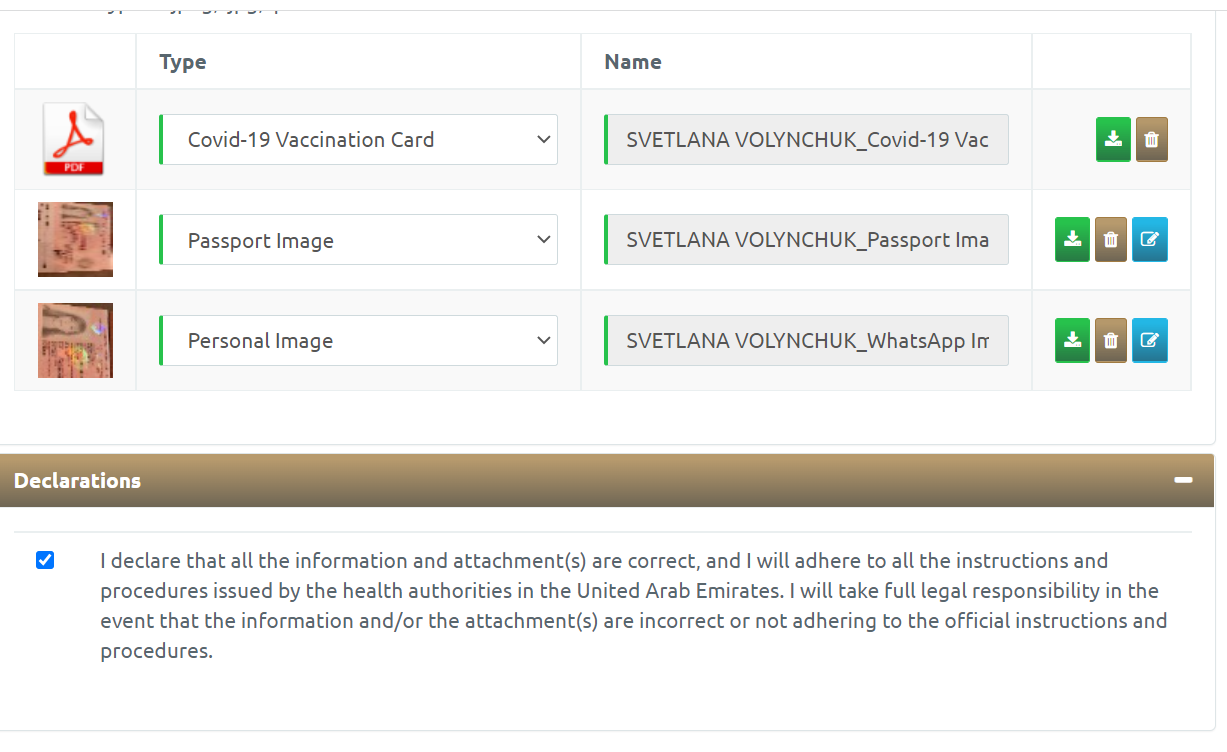 Type
Name
PDF
Covid-19 Vaccination Card
SVETLANA VOLYNCHUK_Covid-19 Vac
Passport Image
SVETLANA VOLYNCHUK_Passport Ima
Personal Image
SVETLANA VOLYNCHUK_WhatsApp Im
Declarations
I declare that all the information and attachment(s) are correct, and I will adhere to all the instructions and
procedures issued by the health authorities in the United Arab Emirates. I will take full legal responsibility in the
event that the information and/or the attachment(s) are incorrect or not adhering to the official instructions and
procedures.